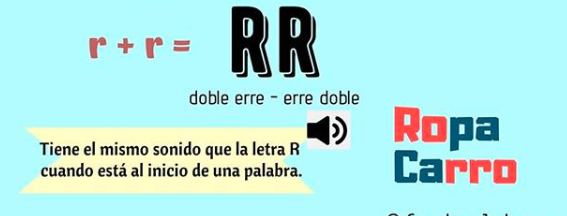 r + r = RR
doble erre - erre doble
Tiene el mismo sonido que la letra R
cuando está al inicio de una palabra.
Ropa
Carro